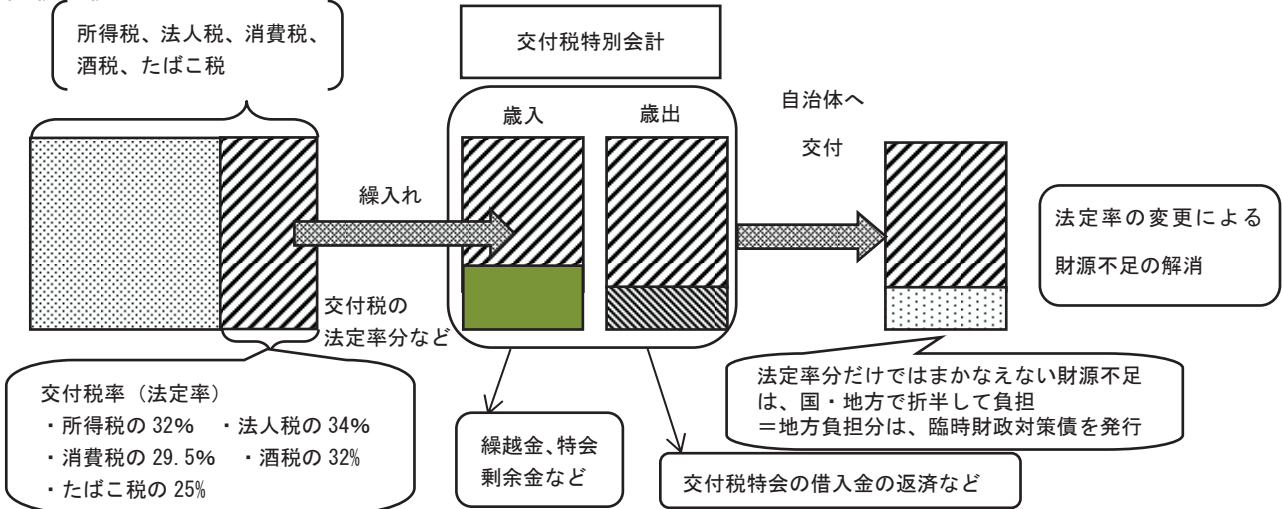 所得税、法人税、消費税、
酒税、たばこ税
交付税特別会計
歳入
歳出
自治体へ
交付
繰入れ
交付税の
法定率分など
法定率の変更による
財源不足の解消
交付税率（法定率）
・所得税の 32%　・法人税の 34%
・消費税の 29.5%　・酒税の 32%
・たばこ税の 25%
繰越金、特会
剰余金など
交付税特会の借入金の返済など
法定率分だけではまかなえない財源不足
は、国・地方で折半して負担
＝地方負担分は、臨時財政対策債を発行